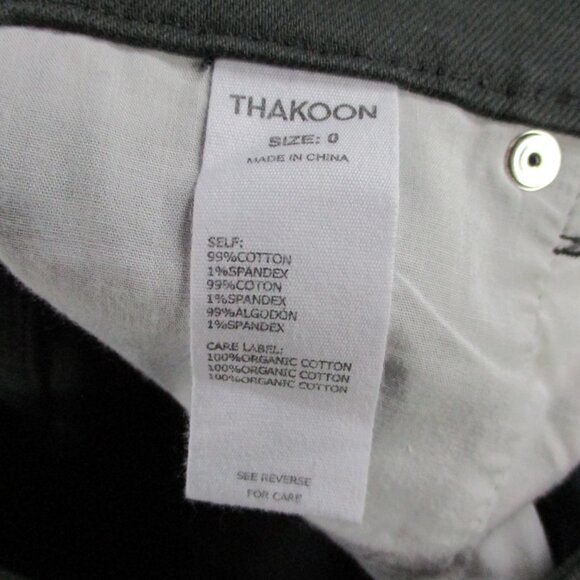 THAKOON
SIZE: 0
MADE IN CHINA
SELF:
99%COTTON
1%SPANDEX
99%COTON
1%SPANDEX
99%ALGODÓN
1%SPANDEX
CARE LABEL:
100%ORGANIC COTTON
100%ORGANIC COTTON
100%ORGANIC COTTON
SEE REVERSE
FOR CARE